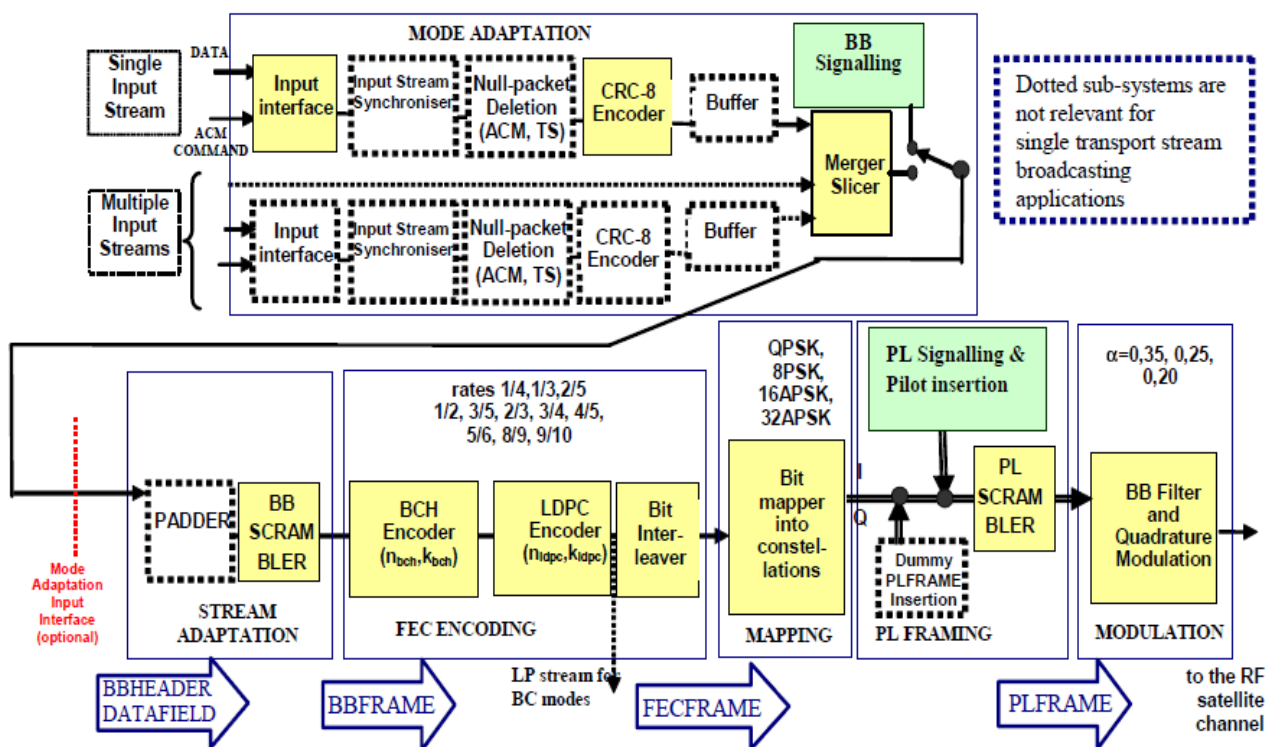 MODE ADAPTATION
Single
Input
Stream
DATA
ACM
COMMAND
Input
interface
Input Stream
Synchroniser
Null-packet
Deletion
(ACM, TS)
CRC-8
Encoder
Buffer
BB
Signalling
Merger
Slicer
Dotted sub-systems are
not relevant for
single transport stream
broadcasting
applications
Multiple
Input
Streams
Input
interface
Input Stream
Synchroniser
Null-packet
Deletion
(ACM, TS)
CRC-8
Encoder
Buffer
Mode
Adaptation
Input
Interface
(optional)
PADDER
BB
SCRAM
BLER
STREAM
ADAPTATION
rates 1/4,1/3,2/5
1/2, 3/5, 2/3, 3/4, 4/5,
5/6, 8/9, 9/10
BCH
Encoder
(nbch,kbch)
LDPC
Encoder
(nldpc,kldpc)
Bit
Inter-
leaver
FEC ENCODING
LP stream for
BC modes
QPSK,
8PSK,
16APSK,
32APSK
Bit
mapper
into
constel-
lations
MAPPING
I
Q
PL Signalling &
Pilot insertion
Dummy
PLFRAME
Insertion
PL
SCRAM
BLER
PL FRAMING
α=0,35, 0,25,
0,20
BB Filter
and
Quadrature
Modulation
MODULATION
BBHEADER
DATAFIELD
BBFRAME
FECFRAME
PLFRAME
to the RF
satellite
channel